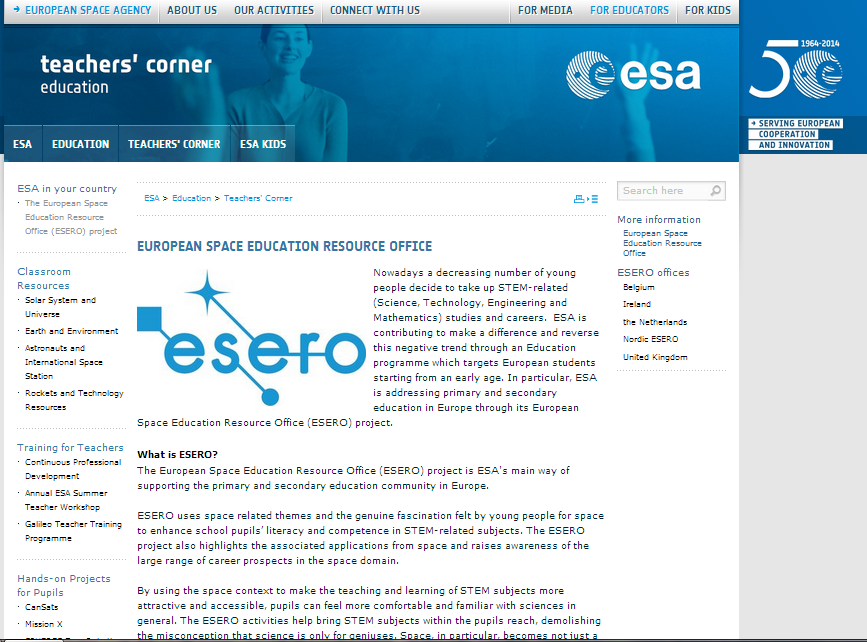 EUROPEAN SPACE AGENCY
ABOUT US
OUR ACTIVITIES
CONNECT WITH US
FOR MEDIA
FOR EDUCATORS
FOR KIDS
teachers' corner
education
esa
1964-2014
50
SERVING EUROPEAN
COOPERATION
AND INNOVATION
ESA
EDUCATION
TEACHERS' CORNER
ESA KIDS
ESA in your country
The European Space
Education Resource
Office (ESERO) project
Classroom
Resources
Solar System and
Universe
Earth and Environment
Astronauts and
International Space
Station
Rockets and Technology
Resources
Training for Teachers
Continuous Professional
Development
Annual ESA Summer
Teacher Workshop
Galileo Teacher Training
Programme
Hands-on Projects
for Pupils
CanSats
Mission X
ESA > Education > Teachers' Corner
EUROPEAN SPACE EDUCATION RESOURCE OFFICE
esero
Nowadays a decreasing number of young
people decide to take up STEM-related
(Science, Technology, Engineering and
Mathematics) studies and careers. ESA is
contributing to make a difference and reverse
this negative trend through an Education
programme which targets European students
starting from an early age. In particular, ESA
is addressing primary and secondary
education in Europe through its European
Space Education Resource Office (ESERO) project.
What is ESERO?
The European Space Education Resource Office (ESERO) project is ESA's main way of
supporting the primary and secondary education community in Europe.
ESERO uses space related themes and the genuine fascination felt by young people for space
to enhance school pupils' literacy and competence in STEM-related subjects. The ESERO
project also highlights the associated applications from space and raises awareness of the
large range of career prospects in the space domain.
By using the space context to make the teaching and learning of STEM subjects more
attractive and accessible, pupils can feel more comfortable and familiar with sciences in
general. The ESERO activities help bring STEM subjects within the pupils reach, demolishing
the misconception that science is only for geniuses. Space, in particular, becomes not just a
Search here
More information
European Space
Education Resource
Office
ESERO offices
Belgium
Ireland
the Netherlands
Nordic ESERO
United Kingdom